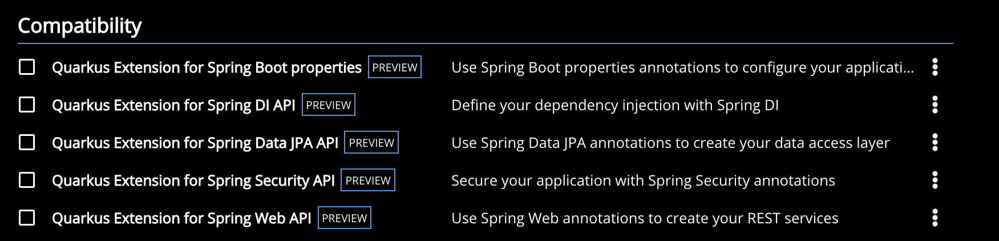 Compatibility
Quarkus Extension for Spring Boot properties PREVIEW Use Spring Boot properties annotations to configure your applicati...
Quarkus Extension for Spring DI API PREVIEW Define your dependency injection with Spring DI
Quarkus Extension for Spring Data JPA API PREVIEW Use Spring Data JPA annotations to create your data access layer
Quarkus Extension for Spring Security API PREVIEW Secure your application with Spring Security annotations
Quarkus Extension for Spring Web API PREVIEW Use Spring Web annotations to create your REST services